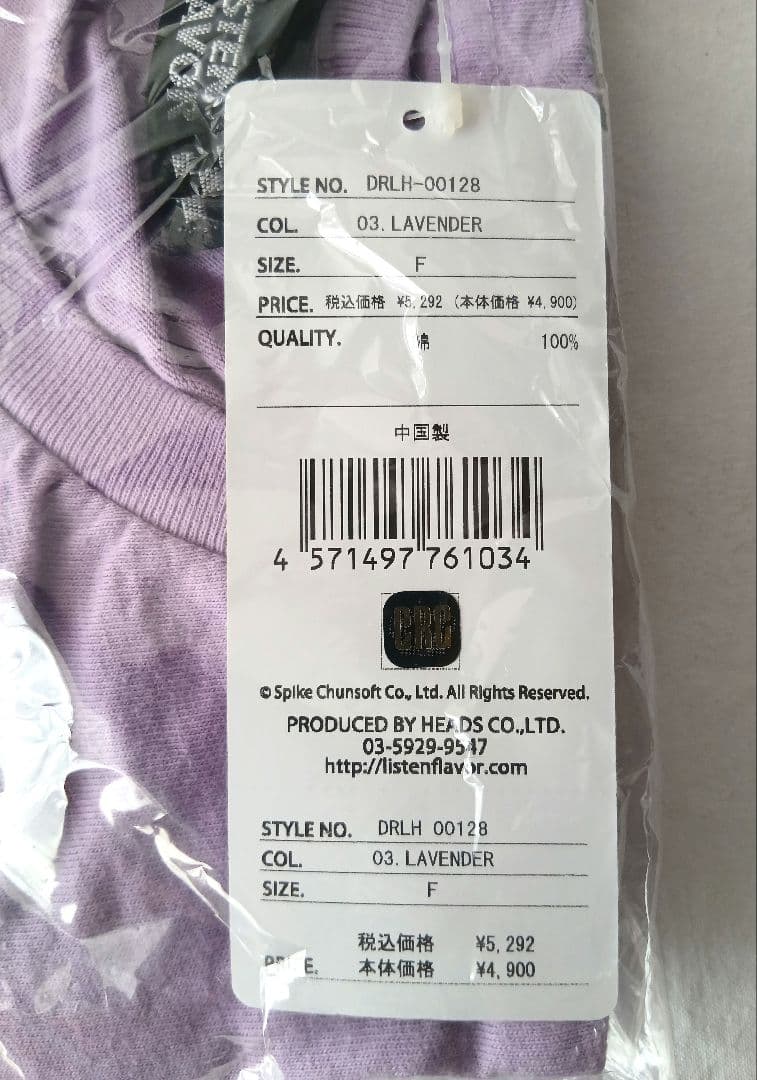 STYLE NO. DRLH-00128
COL. 03. LAVENDER
SIZE. F
PRICE. 税込価格 ¥5,292 (本体価格 ¥4,900)
QUALITY. 綿 100%
中国製
4 571497 761034
CRC
© Spike Chunsoft Co., Ltd. All Rights Reserved.
PRODUCED BY HEADS CO.,LTD.
03-5929-9547
http://listenflavor.com
STYLE NO. DRLH 00128
COL. 03. LAVENDER
SIZE. F
税込価格 ¥5,292
PRICE. 本体価格 ¥4,900